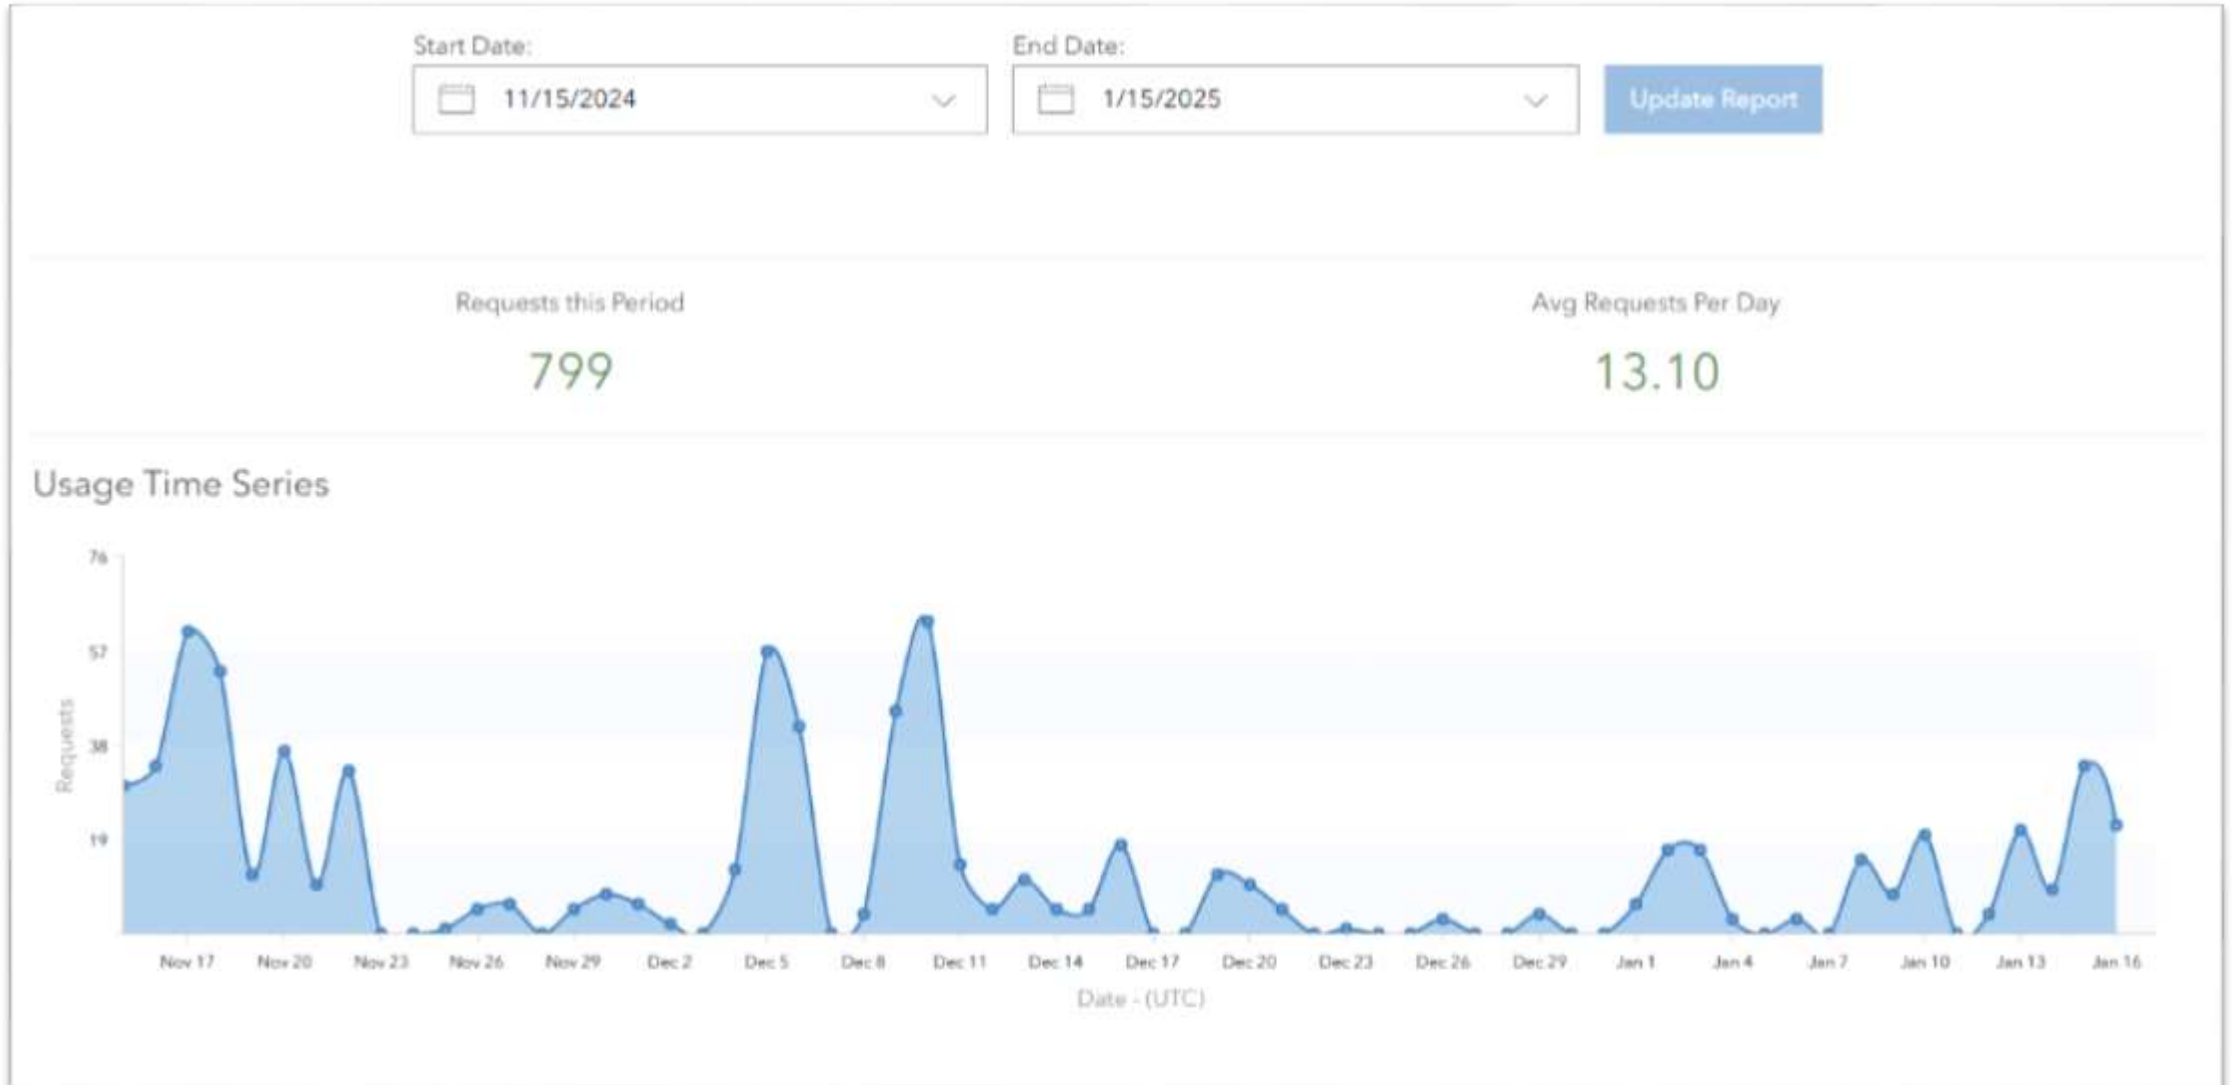 Start Date:
End Date:
11/15/2024
1/15/2025
Update Report
Requests this Period
Avg Requests Per Day
799
13.10
Usage Time Series
76
57
38
19
Requests
Nov 17 Nov 20 Nov 23 Nov 26 Nov 29 Dec 2 Dec 5 Dec 8 Dec 11 Dec 14 Dec 17 Dec 20 Dec 23 Dec 26 Dec 29 Jan 1 Jan 4 Jan 7 Jan 10 Jan 13 Jan 16
Date - (UTC)